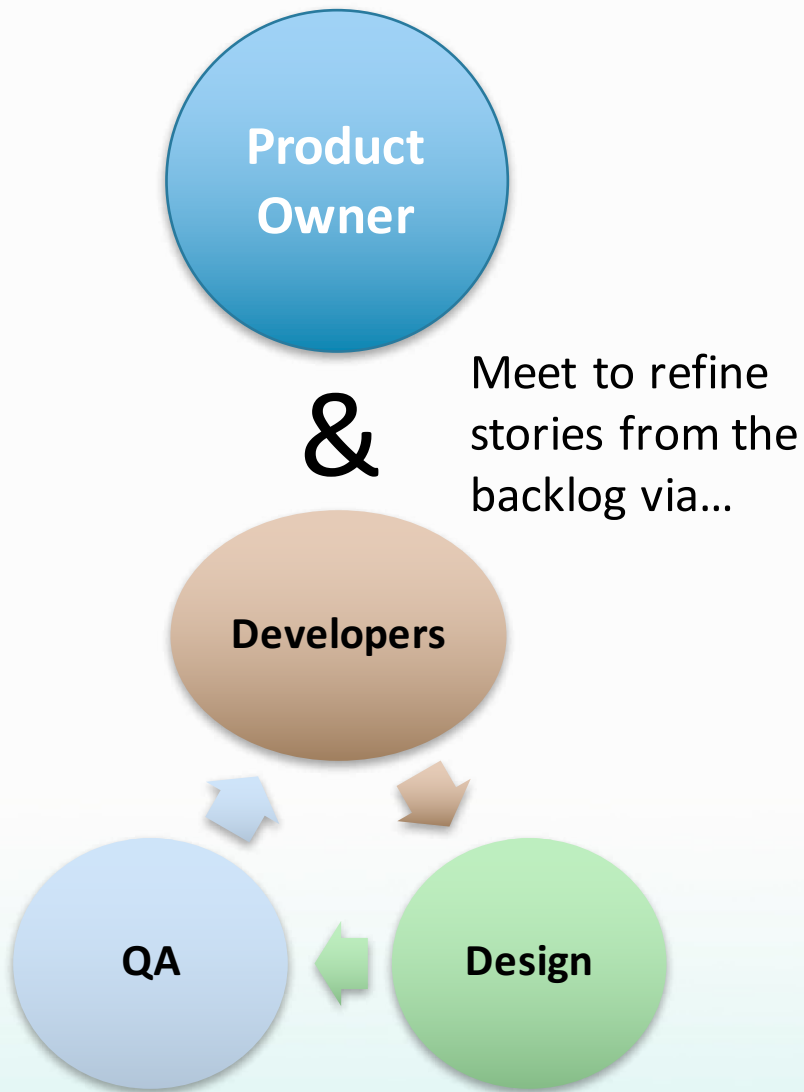 Product
Owner
&
Meet to refine
stories from the
backlog via...
Developers
QA
Design